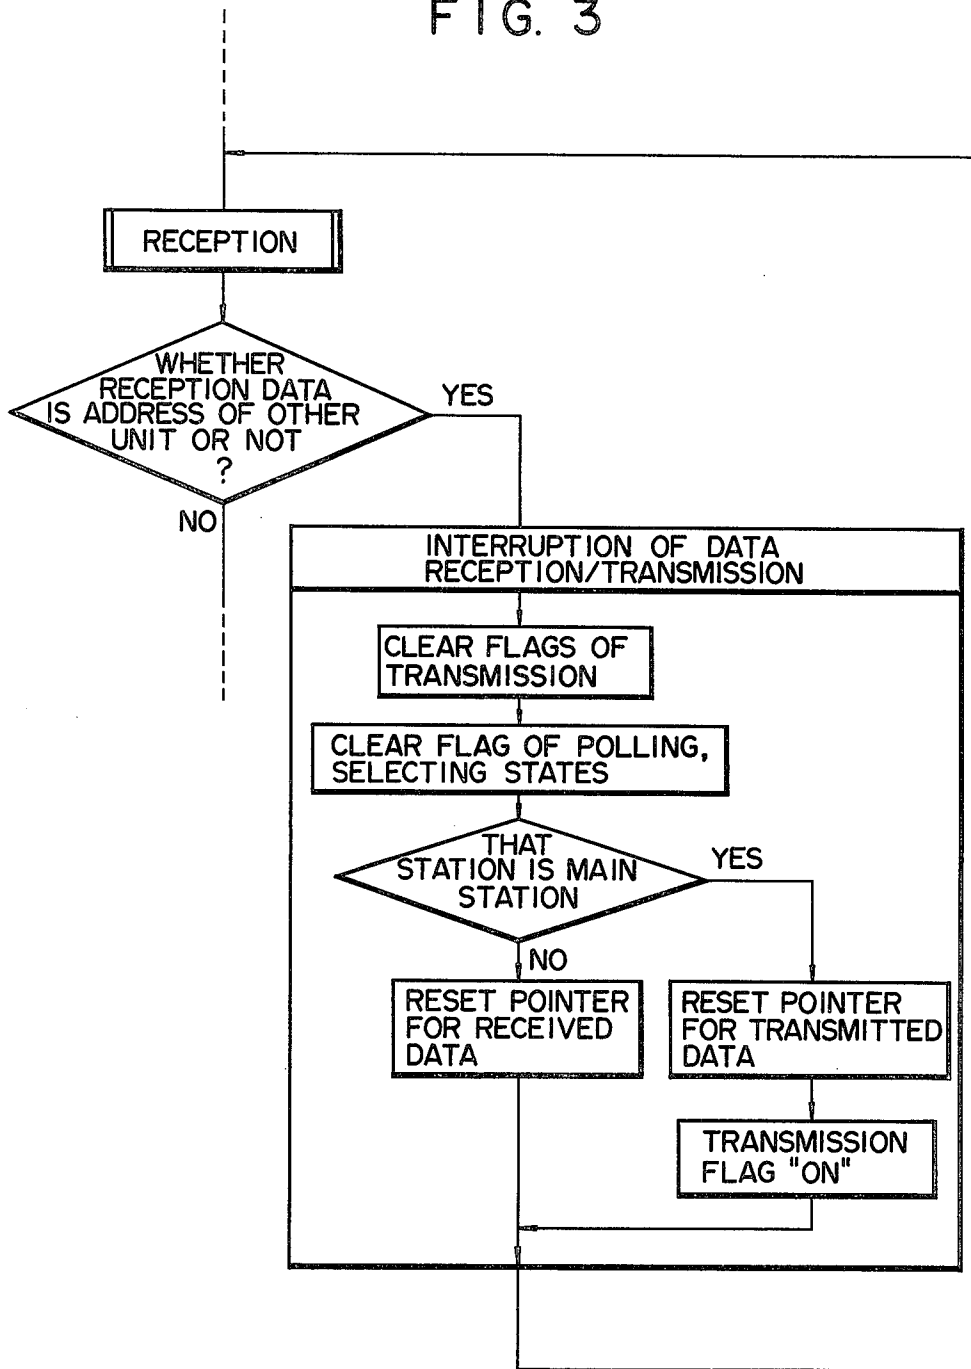 FIG. 3
RECEPTION
WHETHER
RECEPTION DATA
IS ADDRESS OF OTHER
UNIT OR NOT
?
YES
NO
INTERRUPTION OF DATA
RECEPTION/TRANSMISSION
CLEAR FLAGS OF
TRANSMISSION
CLEAR FLAG OF POLLING,
SELECTING STATES
THAT
STATION IS MAIN
STATION
YES
NO
RESET POINTER
FOR RECEIVED
DATA
RESET POINTER
FOR TRANSMITTED
DATA
TRANSMISSION
FLAG "ON"